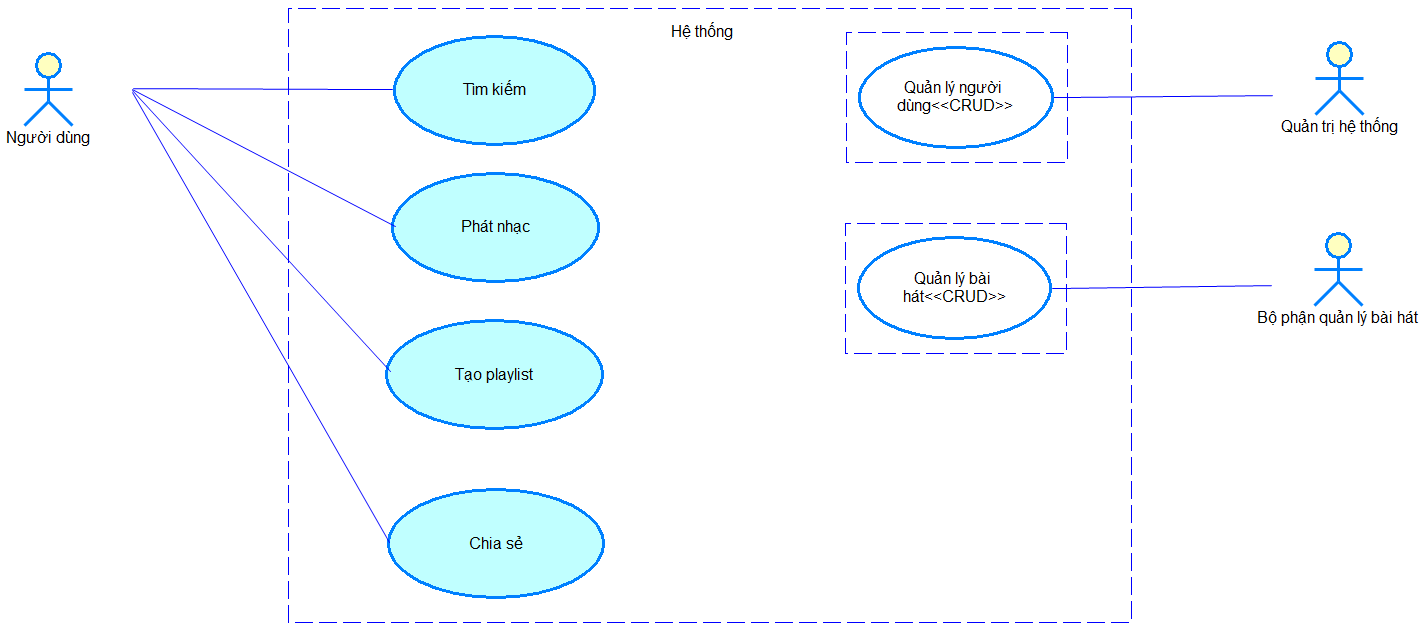 Hệ thống
Người dùng
Tìm kiếm
Phát nhạc
Tạo playlist
Chia sẻ
Quản lý người
dùng<<CRUD>>
Quản trị hệ thống
Quản lý bài
hát<<CRUD>>
Bộ phận quản lý bài hát